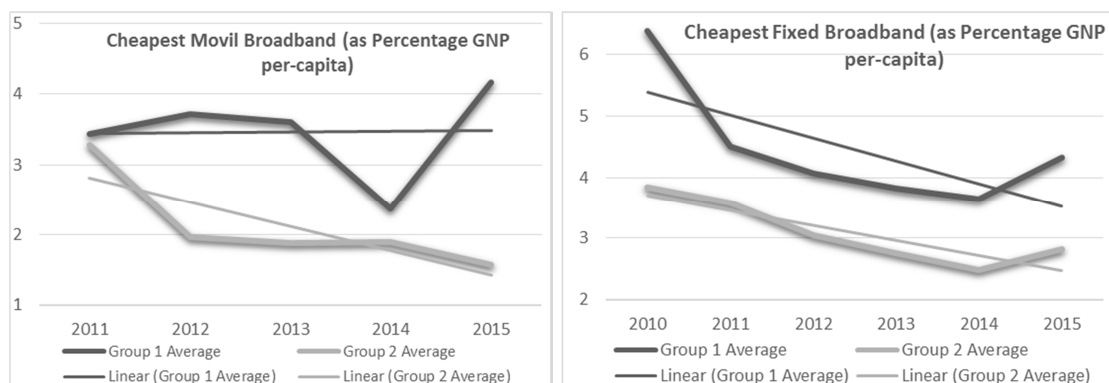 Cheapest Movil Broadband (as Percentage GNP
per-capita)
5
4
3
2
1
2011 2012 2013 2014 2015
Group 1 Average Group 2 Average
Linear (Group 1 Average) Linear (Group 2 Average)
Cheapest Fixed Broadband (as Percentage GNP
per-capita)
6
5
4
3
2
2010 2011 2012 2013 2014 2015
Group 1 Average Group 2 Average
Linear (Group 1 Average) Linear (Group 2 Average)